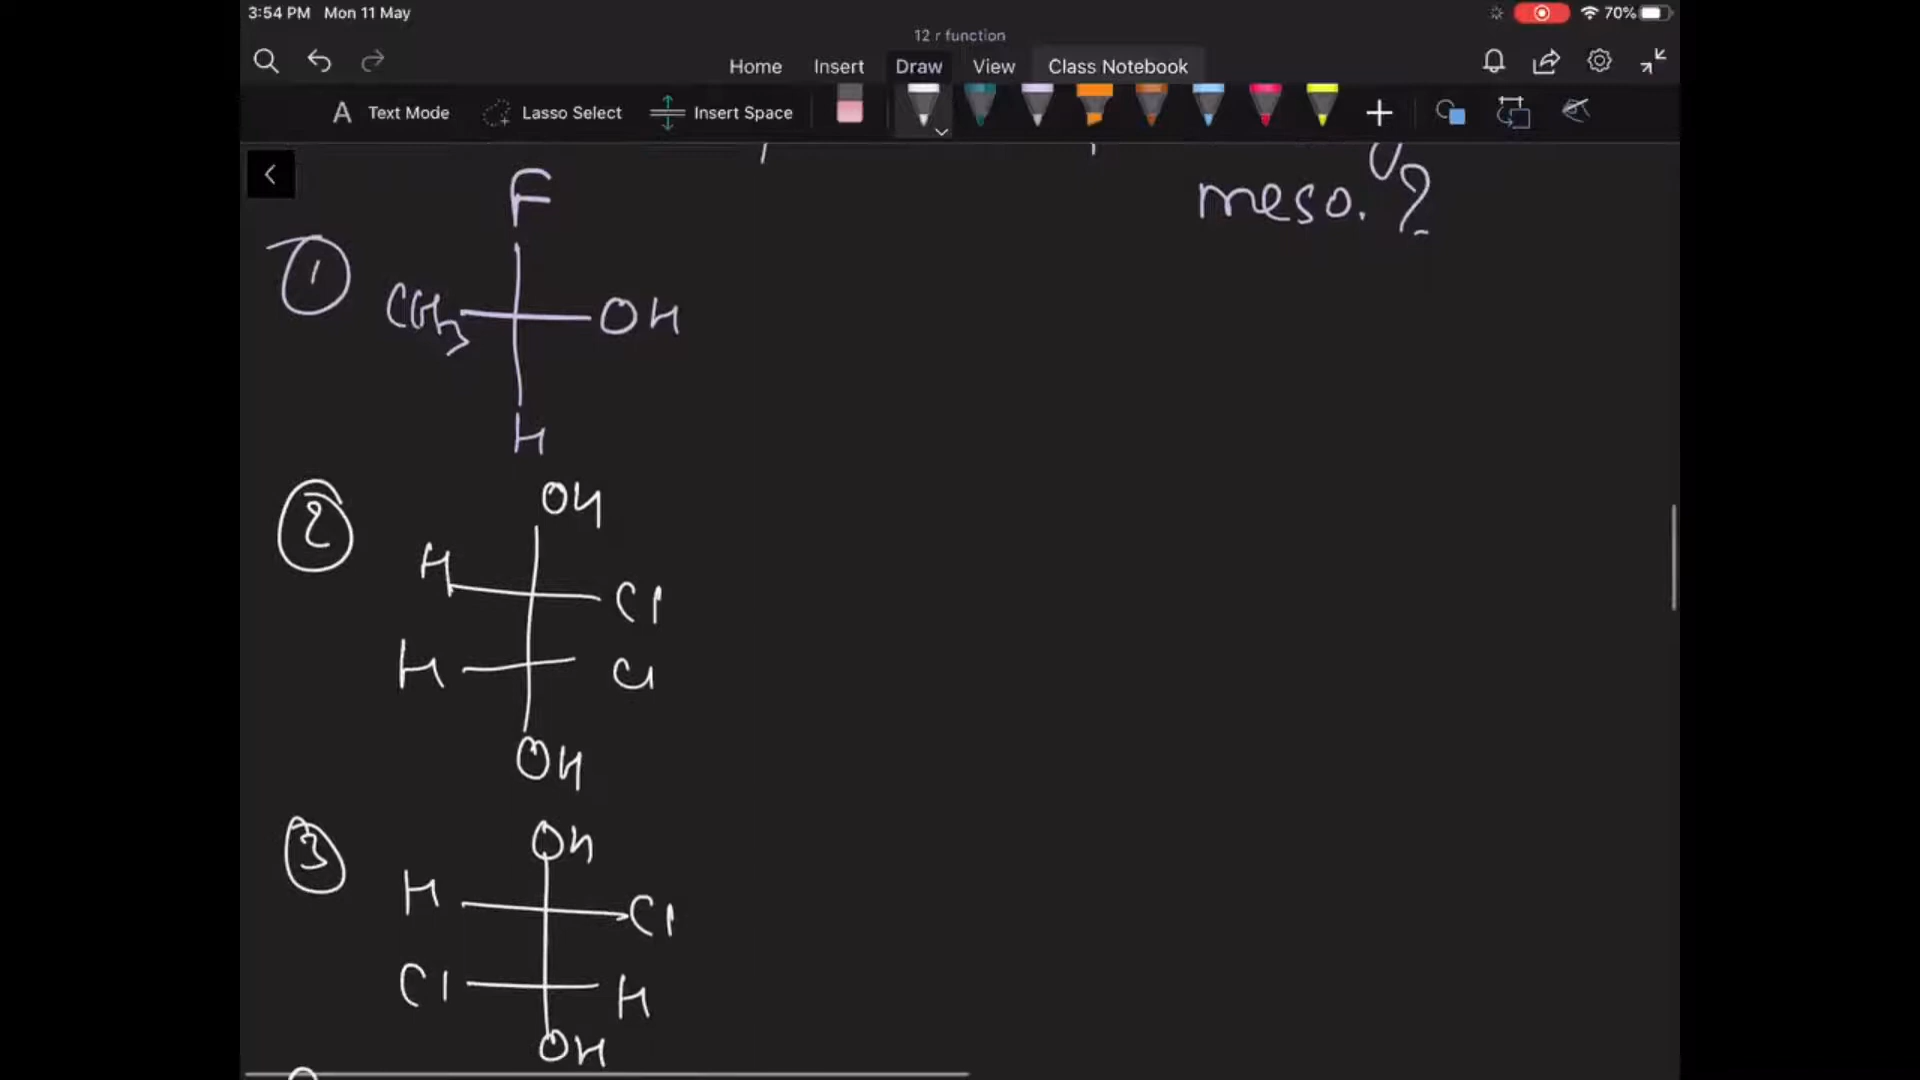 3:54 PM Mon 11 May
70%
12 r function
Home Insert Draw View Class Notebook
A Text Mode Lasso Select Insert Space
meso. ?
F
①
CH3 OH
H
②
OH
H Cl
H Cl
OH
③
OH
H Cl
Cl H
OH